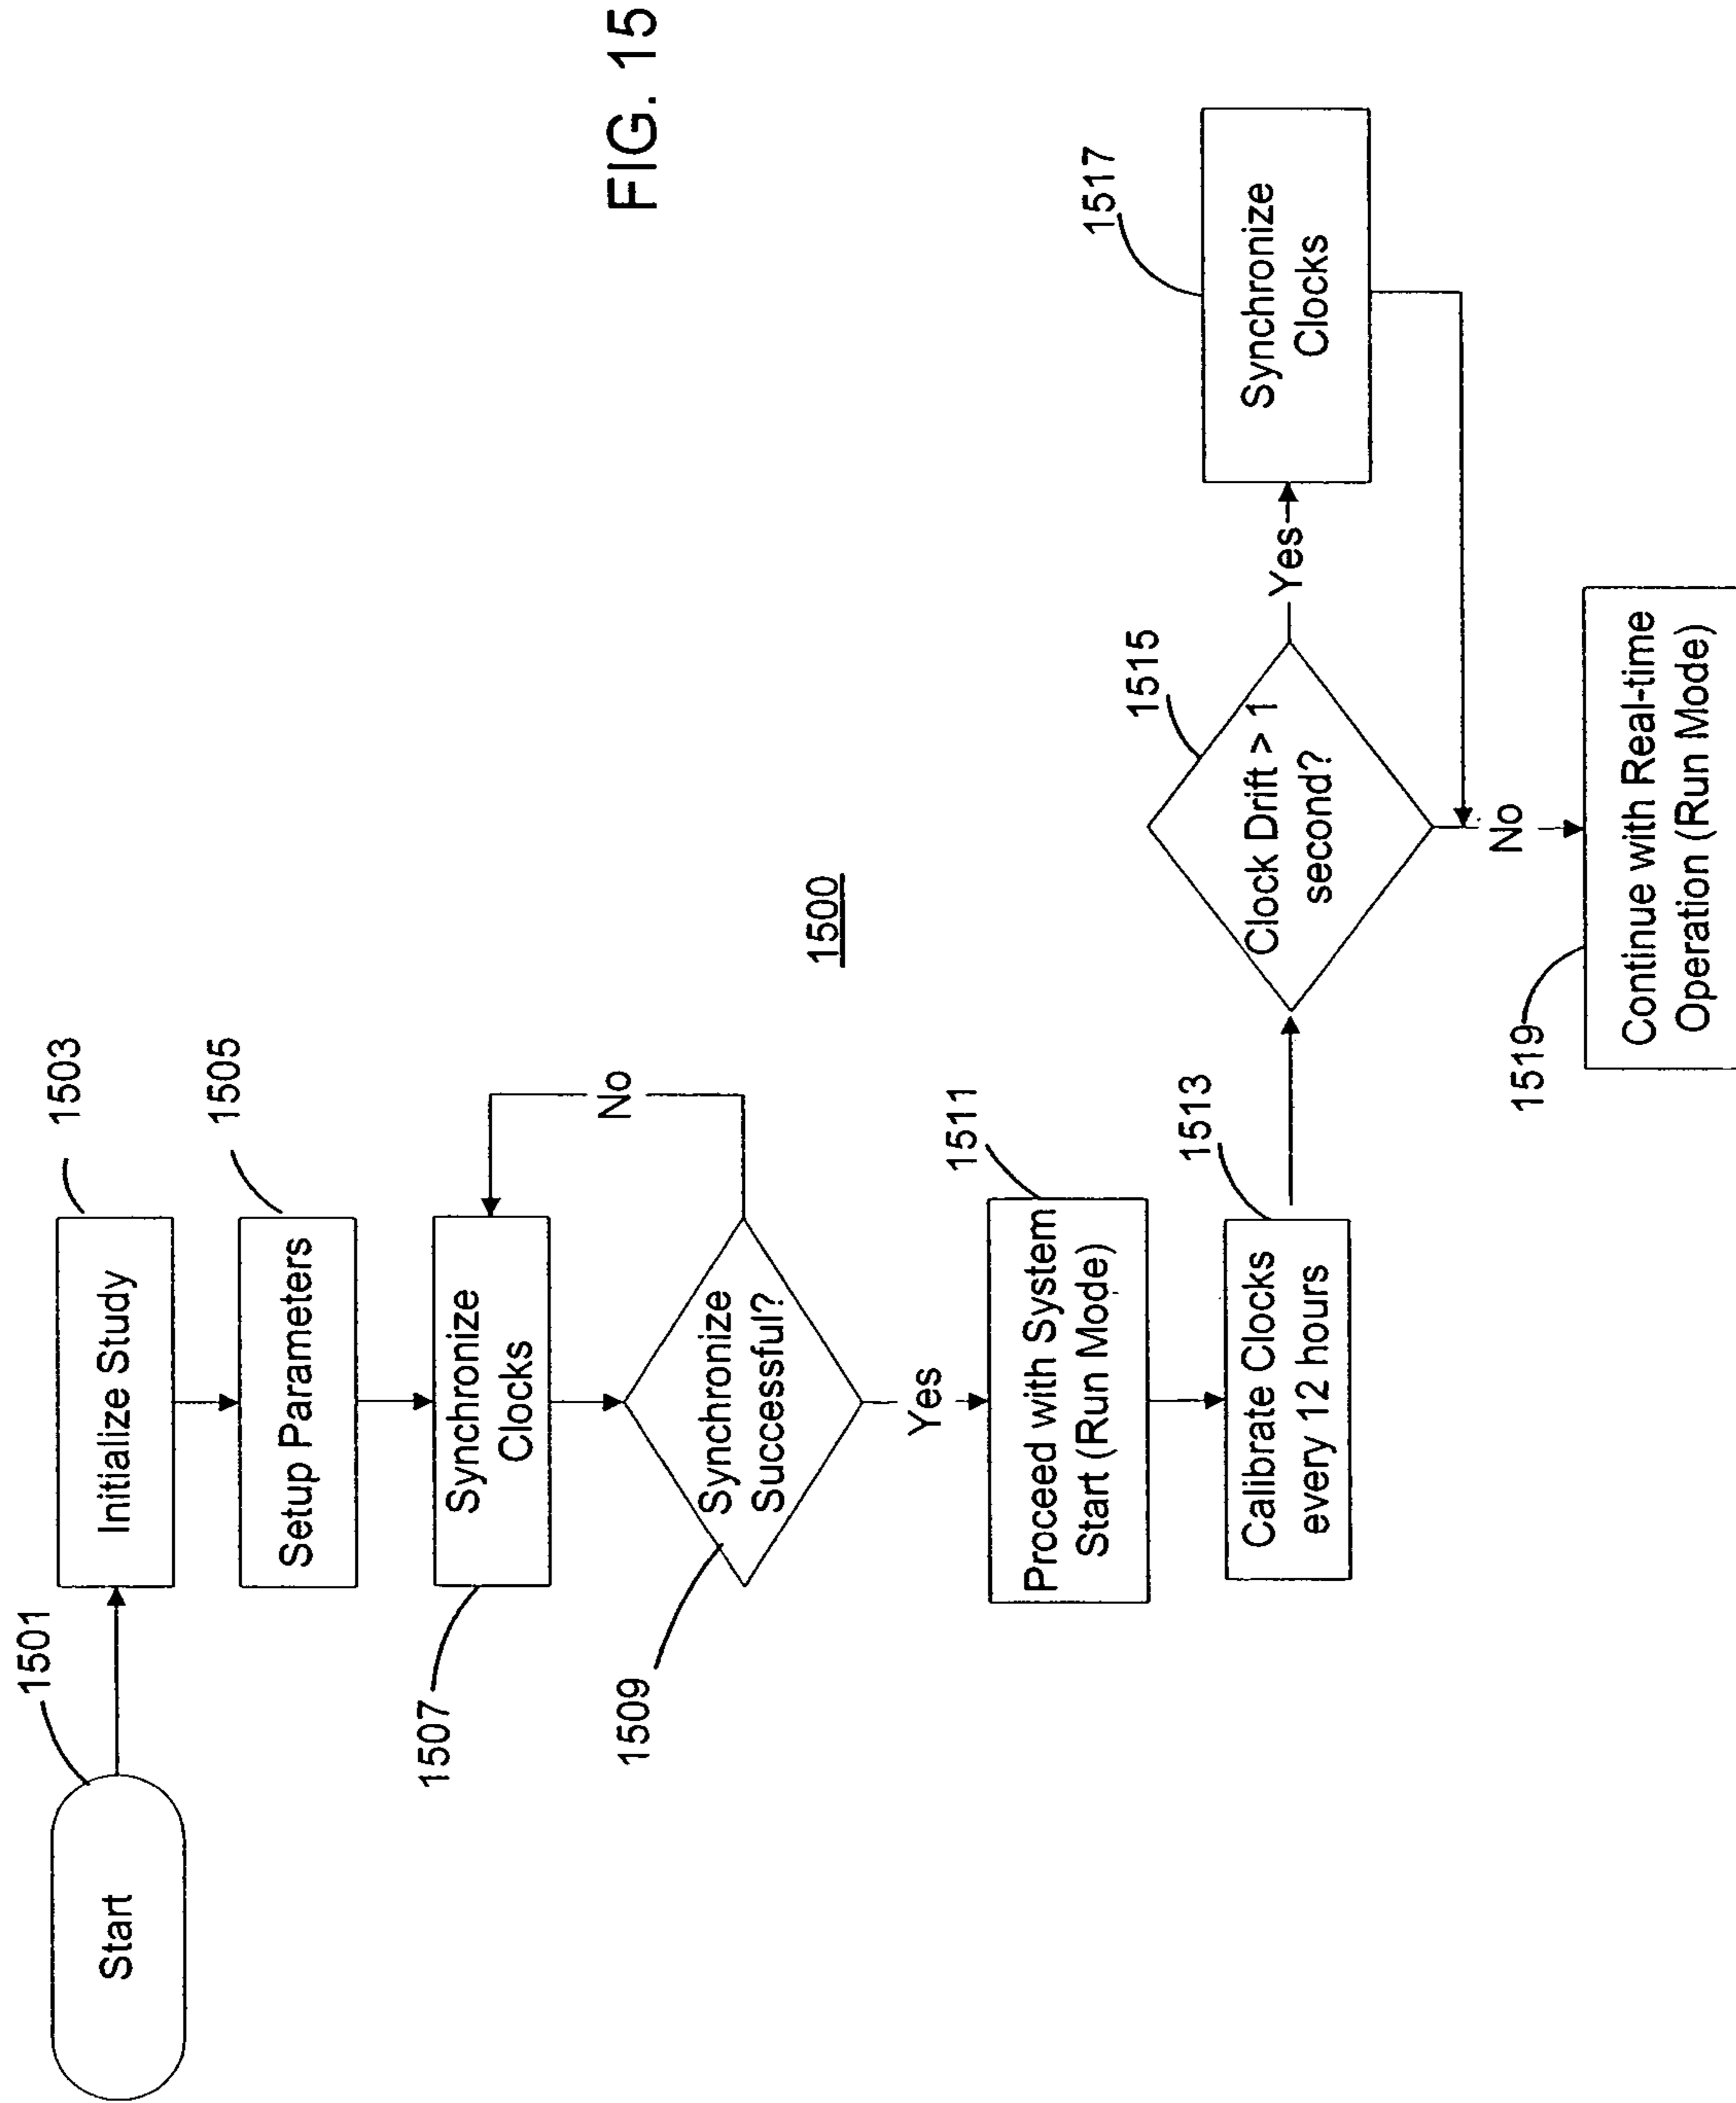 FIG. 15
1500
1501
Start
1503
Initialize Study
1505
Setup Parameters
1507
Synchronize
Clocks
1509
Synchronize
Successful?
No
Yes
1511
Proceed with System
Start (Run Mode)
1513
Calibrate Clocks
every 12 hours
1515
Clock Drift > 1
second?
Yes
1517
Synchronize
Clocks
No
1519
Continue with Real-time
Operation (Run Mode)